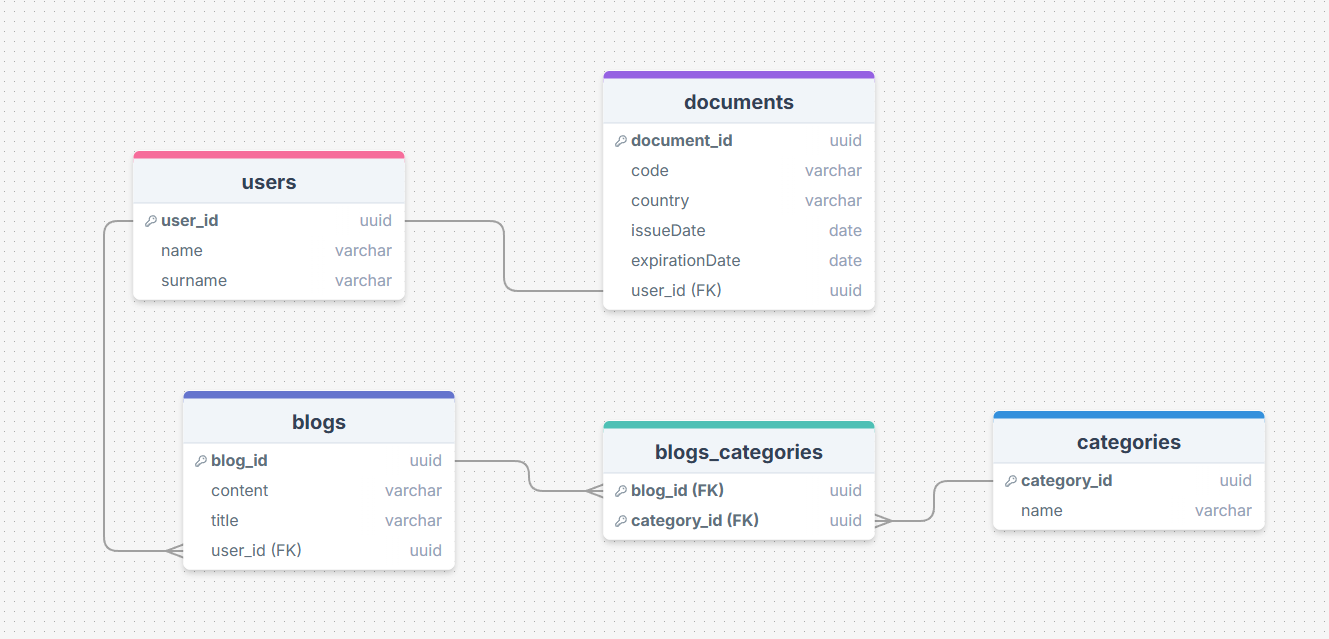 documents
document_id uuid
code varchar
country varchar
issueDate date
expirationDate date
user_id (FK) uuid
users
user_id uuid
name varchar
surname varchar
blogs
blog_id uuid
content varchar
title varchar
user_id (FK) uuid
blogs_categories
blog_id (FK) uuid
category_id (FK) uuid
categories
category_id uuid
name varchar